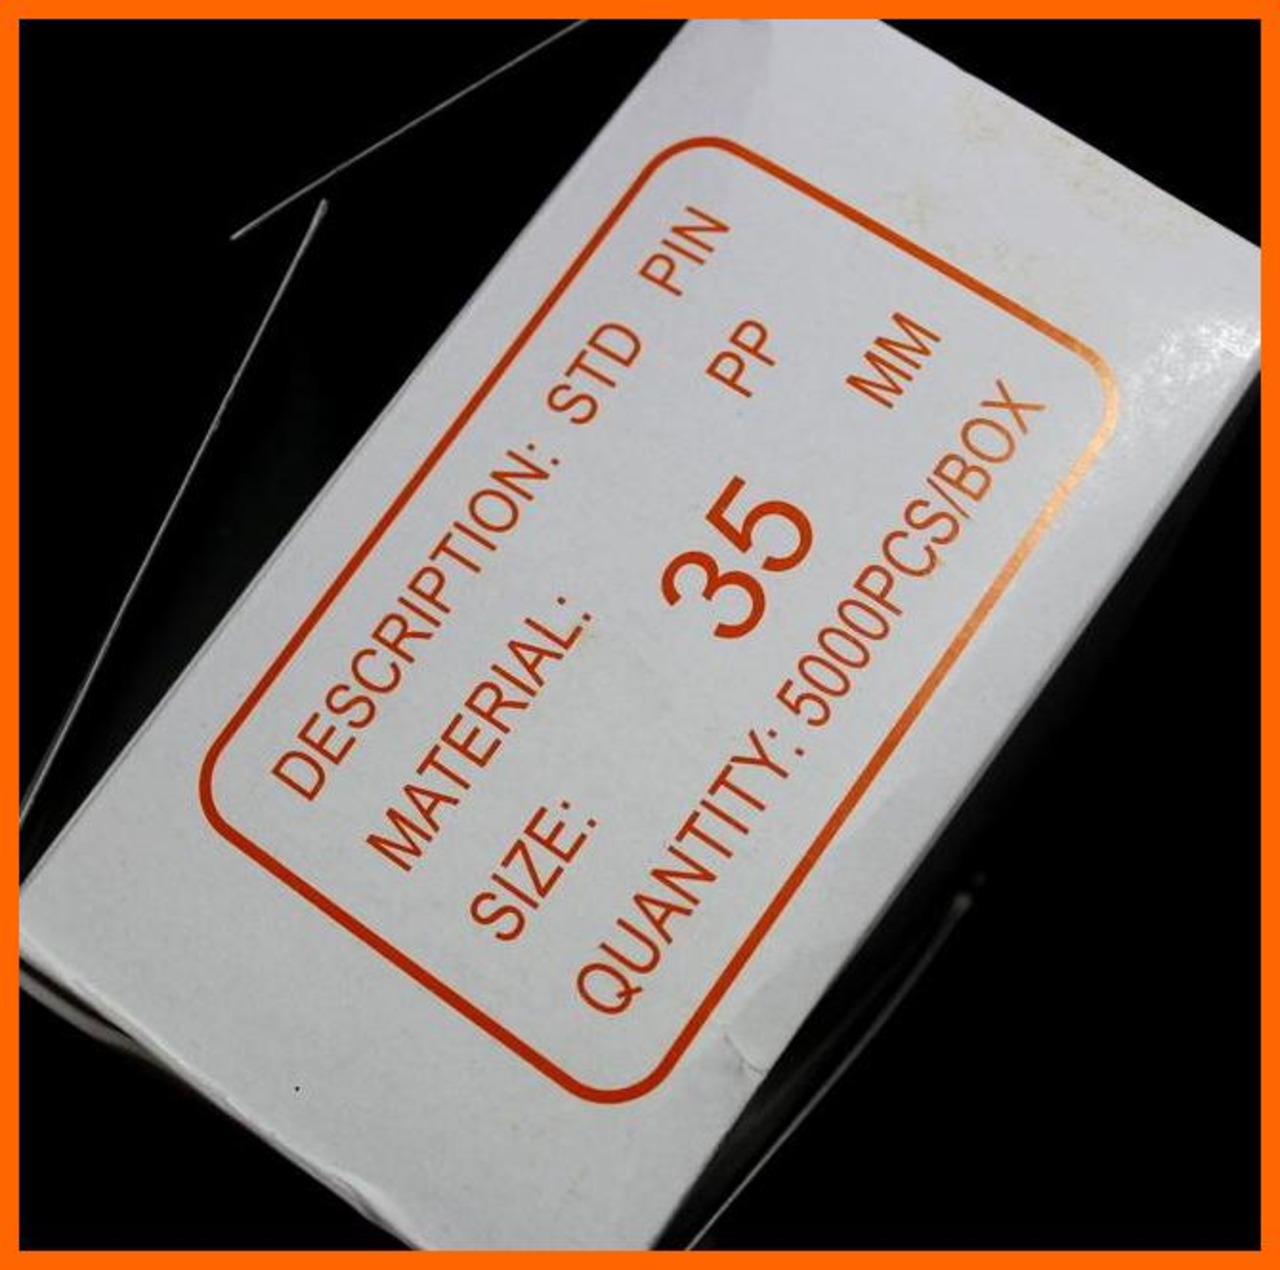 DESCRIPTION: STD PIN
MATERIAL: PP
SIZE: 35 MM
QUANTITY: 5000PCS/BOX